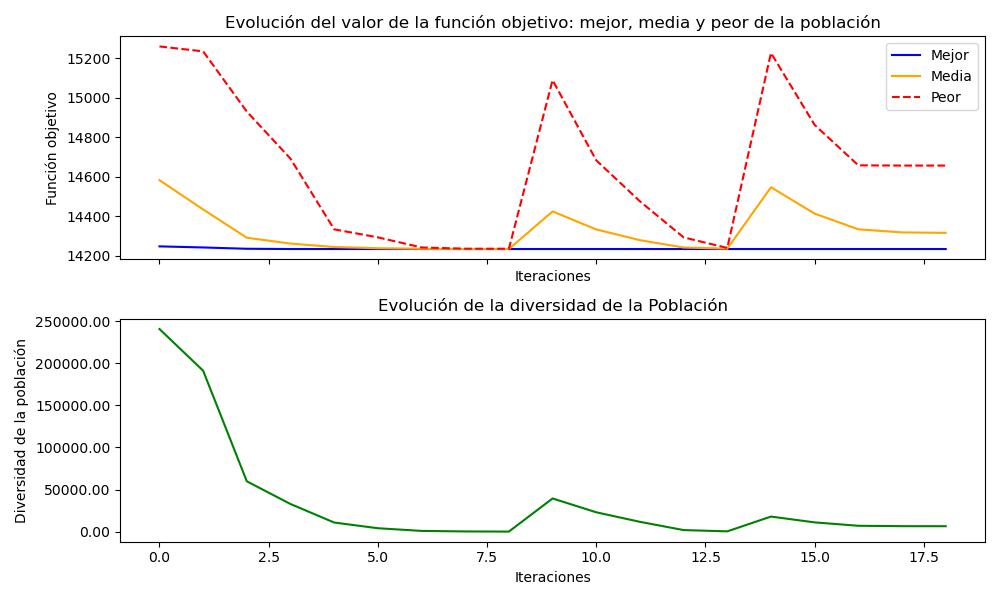 Evolución del valor de la función objetivo: mejor, media y peor de la población
15200
15000
14800
14600
14400
14200
Función objetivo
Mejor
Media
Peor
Iteraciones
Evolución de la diversidad de la Población
250000.00
200000.00
150000.00
100000.00
50000.00
0.00
Diversidad de la población
0.0 2.5 5.0 7.5 10.0 12.5 15.0 17.5
Iteraciones